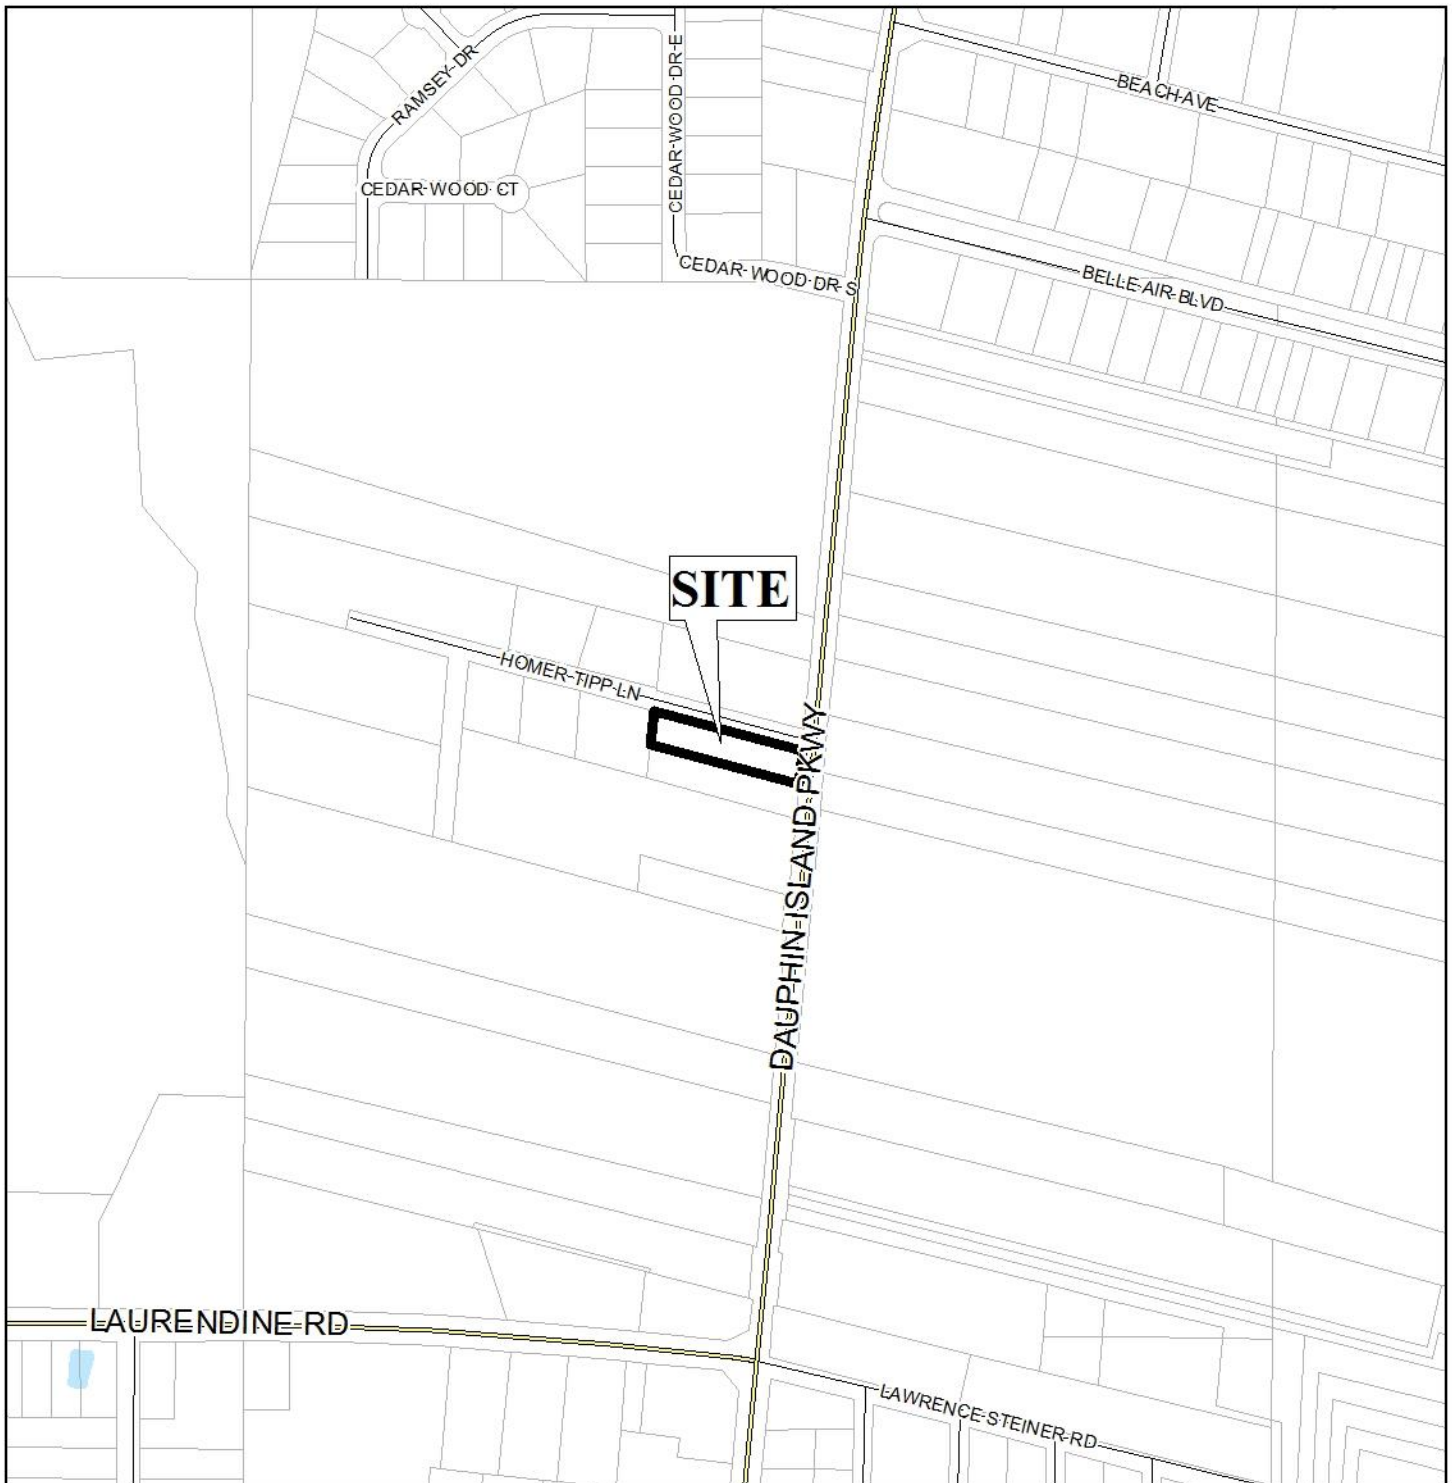 RAMSEY DR
CEDAR WOOD DR E
BEACH AVE
CEDAR WOOD CT
CEDAR WOOD DR S
BELLE AIR BLVD
SITE
HOMER TIPP LN
DAUPHIN ISLAND PKWY
LAURENDINE RD
LAWRENCE STEINER RD